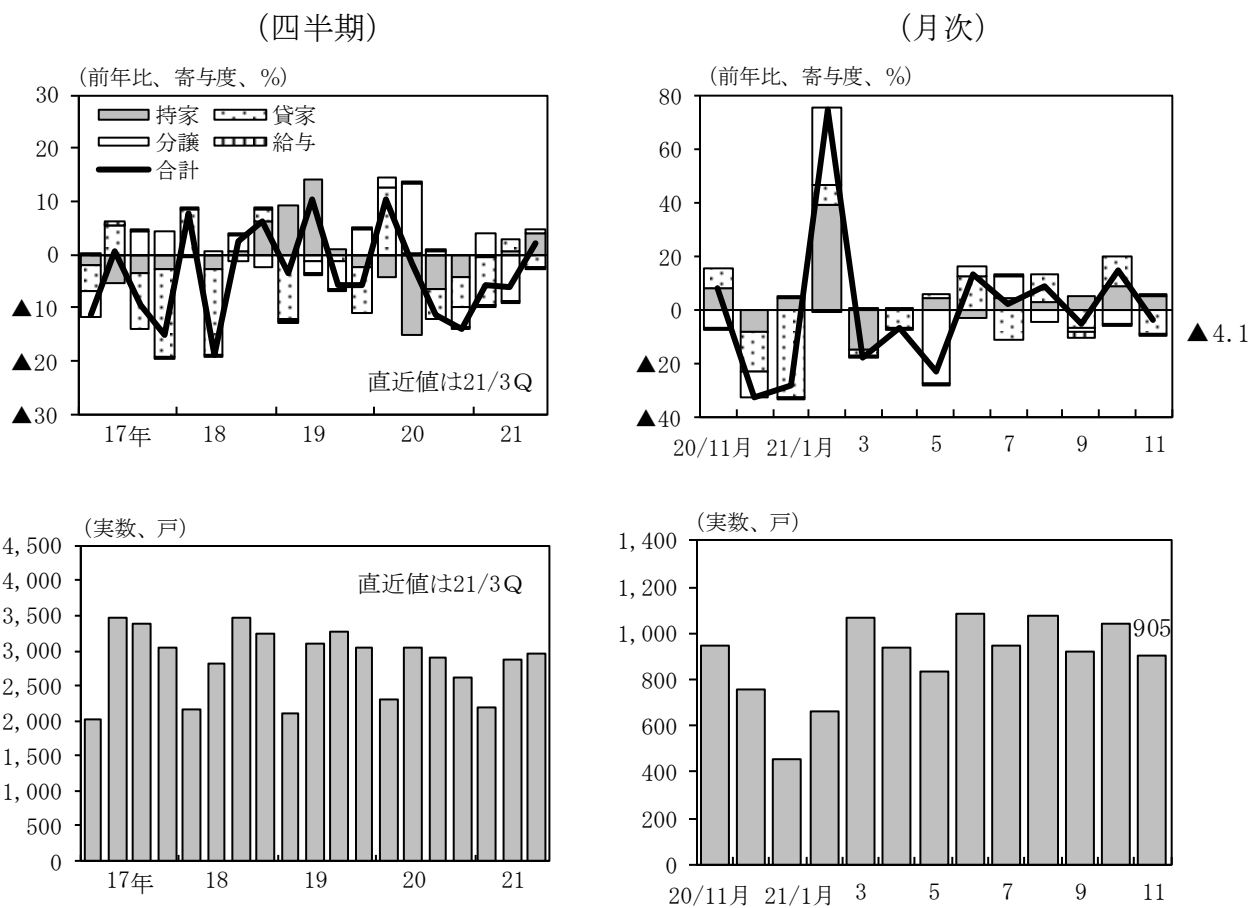 (四半期)
(前年比、寄与度、%)
30
20
10
0
▲ 10
▲ 20
▲ 30
持家
貸家
分譲
給与
合計
直近値は21/3Q
17年
18
19
20
21
(月次)
(前年比、寄与度、%)
80
60
40
20
0
▲ 20
▲ 40
▲ 4.1
20/11月
21/1月
3
5
7
9
11
(実数、戸)
4,500
4,000
3,500
3,000
2,500
2,000
1,500
1,000
500
0
直近値は21/3Q
17年
18
19
20
21
(実数、戸)
1,400
1,200
1,000
800
600
400
200
0
905
20/11月
21/1月
3
5
7
9
11